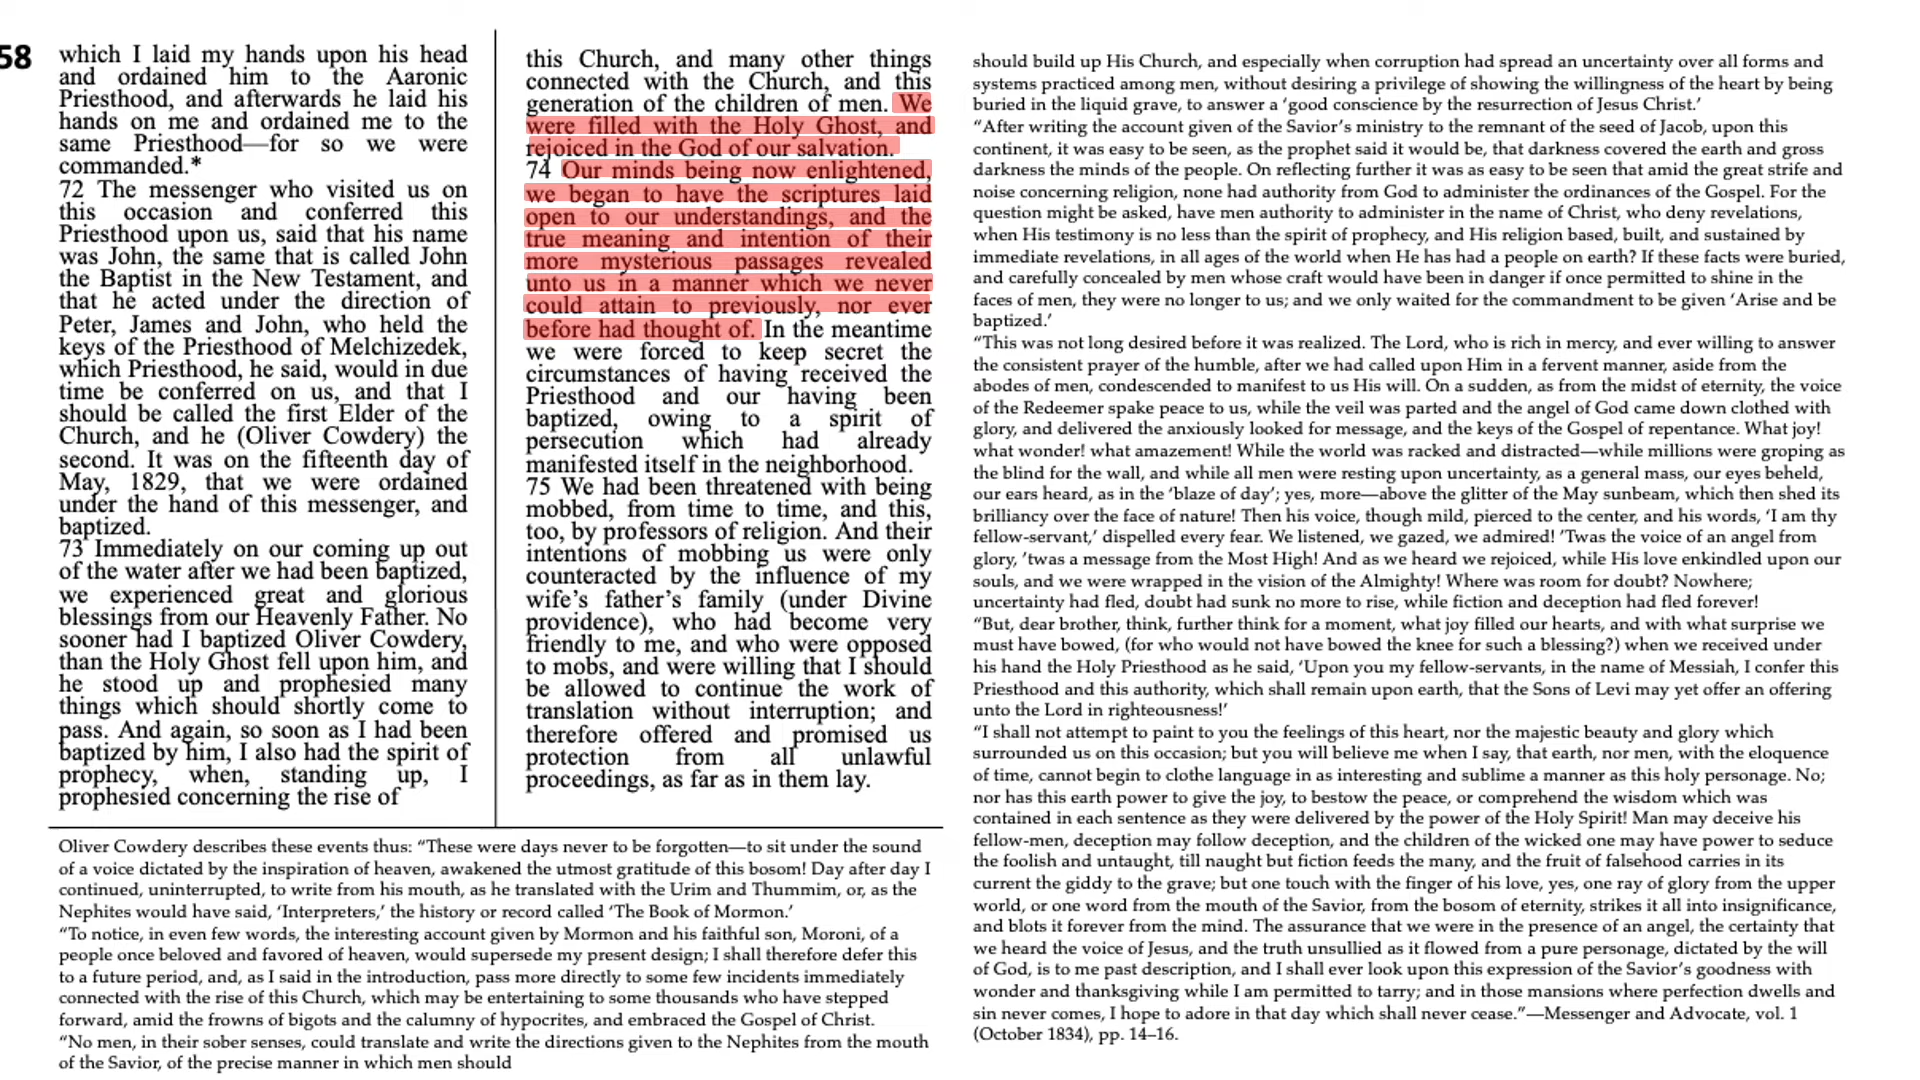 58
which I laid my hands upon his head
and ordained him to the Aaronic
Priesthood, and afterwards he laid his
hands on me and ordained me to the
same Priesthood—for so we were
commanded.*
72 The messenger who visited us on
this occasion and conferred this
Priesthood upon us, said that his name
was John, the same that is called John
the Baptist in the New Testament, and
that he acted under the direction of
Peter, James and John, who held the
keys of the Priesthood of Melchizedek,
which Priesthood, he said, would in due
time be conferred on us, and that I
should be called the first Elder of the
Church, and he (Oliver Cowdery) the
second. It was on the fifteenth day of
May, 1829, that we were ordained
under the hand of this messenger, and
baptized.
73 Immediately on our coming up out
of the water after we had been baptized,
we experienced great and glorious
blessings from our Heavenly Father. No
sooner had I baptized Oliver Cowdery,
than the Holy Ghost fell upon him, and
he stood up and prophesied many
things which should shortly come to
pass. And again, so soon as I had been
baptized by him, I also had the spirit of
prophecy, when, standing up, I
prophesied concerning the rise of
this Church, and many other things
connected with the Church, and this
generation of the children of men. We
were filled with the Holy Ghost, and
rejoiced in the God of our salvation.
74 Our minds being now enlightened,
we began to have the scriptures laid
open to our understandings, and the
true meaning and intention of their
more mysterious passages revealed
unto us in a manner which we never
could attain to previously, nor ever
before had thought of. In the meantime
we were forced to keep secret the
circumstances of having received the
Priesthood and our having been
baptized, owing to a spirit of
persecution which had already
manifested itself in the neighborhood.
75 We had been threatened with being
mobbed, from time to time, and this,
too, by professors of religion. And their
intentions of mobbing us were only
counteracted by the influence of my
wife's father's family (under Divine
providence), who had become very
friendly to me, and who were opposed
to mobs, and were willing that I should
be allowed to continue the work of
translation without interruption; and
therefore offered and promised us
protection from all unlawful
proceedings, as far as in them lay.
Oliver Cowdery describes these events thus: “These were days never to be forgotten—to sit under the sound
of a voice dictated by the inspiration of heaven, awakened the utmost gratitude of this bosom! Day after day I
continued, uninterrupted, to write from his mouth, as he translated with the Urim and Thummim, or, as the
Nephites would have said, ‘Interpreters,’ the history or record called ‘The Book of Mormon.’
“To notice, in even few words, the interesting account given by Mormon and his faithful son, Moroni, of a
people once beloved and favored of heaven, would supersede my present design; I shall therefore defer this
to a future period, and, as I said in the introduction, pass more directly to some few incidents immediately
connected with the rise of this Church, which may be entertaining to some thousands who have stepped
forward, amid the frowns of bigots and the calumny of hypocrites, and embraced the Gospel of Christ.
“No men, in their sober senses, could translate and write the directions given to the Nephites from the mouth
of the Savior, of the precise manner in which men should
should build up His Church, and especially when corruption had spread an uncertainty over all forms and
systems practiced among men, without desiring a privilege of showing the willingness of the heart by being
buried in the liquid grave, to answer a ‘good conscience by the resurrection of Jesus Christ.’
“After writing the account given of the Savior’s ministry to the remnant of the seed of Jacob, upon this
continent, it was easy to be seen, as the prophet said it would be, that darkness covered the earth and gross
darkness the minds of the people. On reflecting further it was as easy to be seen that amid the great strife and
noise concerning religion, none had authority from God to administer the ordinances of the Gospel. For the
question might be asked, have men authority to administer in the name of Christ, who deny revelations,
when His testimony is no less than the spirit of prophecy, and His religion based, built, and sustained by
immediate revelations, in all ages of the world when He has had a people on earth? If these facts were buried,
and carefully concealed by men whose craft would have been in danger if once permitted to shine in the
faces of men, they were no longer to us; and we only waited for the commandment to be given ‘Arise and be
baptized.’
“This was not long desired before it was realized. The Lord, who is rich in mercy, and ever willing to answer
the consistent prayer of the humble, after we had called upon Him in a fervent manner, aside from the
abodes of men, condescended to manifest to us His will. On a sudden, as from the midst of eternity, the voice
of the Redeemer spake peace to us, while the veil was parted and the angel of God came down clothed with
glory, and delivered the anxiously looked for message, and the keys of the Gospel of repentance. What joy!
what wonder! what amazement! While the world was racked and distracted—while millions were groping as
the blind for the wall, and while all men were resting upon uncertainty, as a general mass, our eyes beheld,
our ears heard, as in the ‘blaze of day’; yes, more—above the glitter of the May sunbeam, which then shed its
brilliancy over the face of nature! Then his voice, though mild, pierced to the center, and his words, ‘I am thy
fellow-servant,’ dispelled every fear. We listened, we gazed, we admired! ’Twas the voice of an angel from
glory, ’twas a message from the Most High! And as we heard we rejoiced, while His love enkindled upon our
souls, and we were wrapped in the vision of the Almighty! Where was room for doubt? Nowhere;
uncertainty had fled, doubt had sunk no more to rise, while fiction and deception had fled forever!
“But, dear brother, think, further think for a moment, what joy filled our hearts, and with what surprise we
must have bowed, (for who would not have bowed the knee for such a blessing?) when we received under
his hand the Holy Priesthood as he said, ‘Upon you my fellow-servants, in the name of Messiah, I confer this
Priesthood and this authority, which shall remain upon earth, that the Sons of Levi may yet offer an offering
unto the Lord in righteousness!’
“I shall not attempt to paint to you the feelings of this heart, nor the majestic beauty and glory which
surrounded us on this occasion; but you will believe me when I say, that earth, nor men, with the eloquence
of time, cannot begin to clothe language in as interesting and sublime a manner as this holy personage. No;
nor has this earth power to give the joy, to bestow the peace, or comprehend the wisdom which was
contained in each sentence as they were delivered by the power of the Holy Spirit! Man may deceive his
fellow-men, deception may follow deception, and the children of the wicked one may have power to seduce
the foolish and untaught, till naught but fiction feeds the many, and the fruit of falsehood carries in its
current the giddy to the grave; but one touch with the finger of his love, yes, one ray of glory from the upper
world, or one word from the mouth of the Savior, from the bosom of eternity, strikes it all into insignificance,
and blots it forever from the mind. The assurance that we were in the presence of an angel, the certainty that
we heard the voice of Jesus, and the truth unsullied as it flowed from a pure personage, dictated by the will
of God, is to me past description, and I shall ever look upon this expression of the Savior’s goodness with
wonder and thanksgiving while I am permitted to tarry; and in those mansions where perfection dwells and
sin never comes, I hope to adore in that day which shall never cease.”—Messenger and Advocate, vol. 1
(October 1834), pp. 14–16.